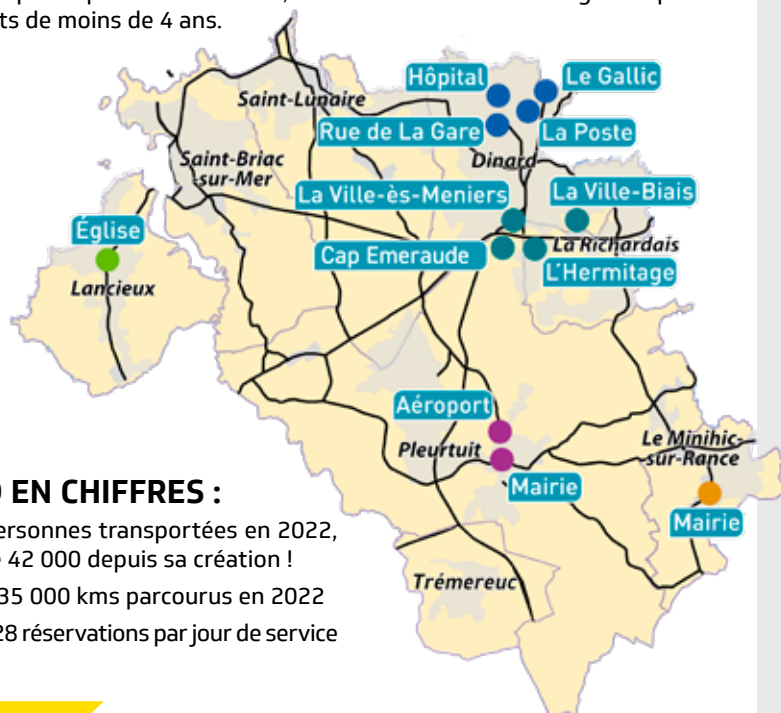 ts de moins de 4 ans.
Hôpital
Le Gallic
Saint-Lunaire
Rue de La Gare
La Poste
Dinard
Saint-Briac
-sur-Mer
La Ville-ès-Meniers
La Ville-Biais
Église
Cap Emeraude
La Richardais
L'Hermitage
Lancieux
Aéroport
Pleurtuit
Le Minihic-
-sur-Rance
Mairie
Mairie
EN CHIFFRES :
ersonnes transportées en 2022,
42 000 depuis sa création !
35 000 kms parcourus en 2022
28 réservations par jour de service
Trémereuc